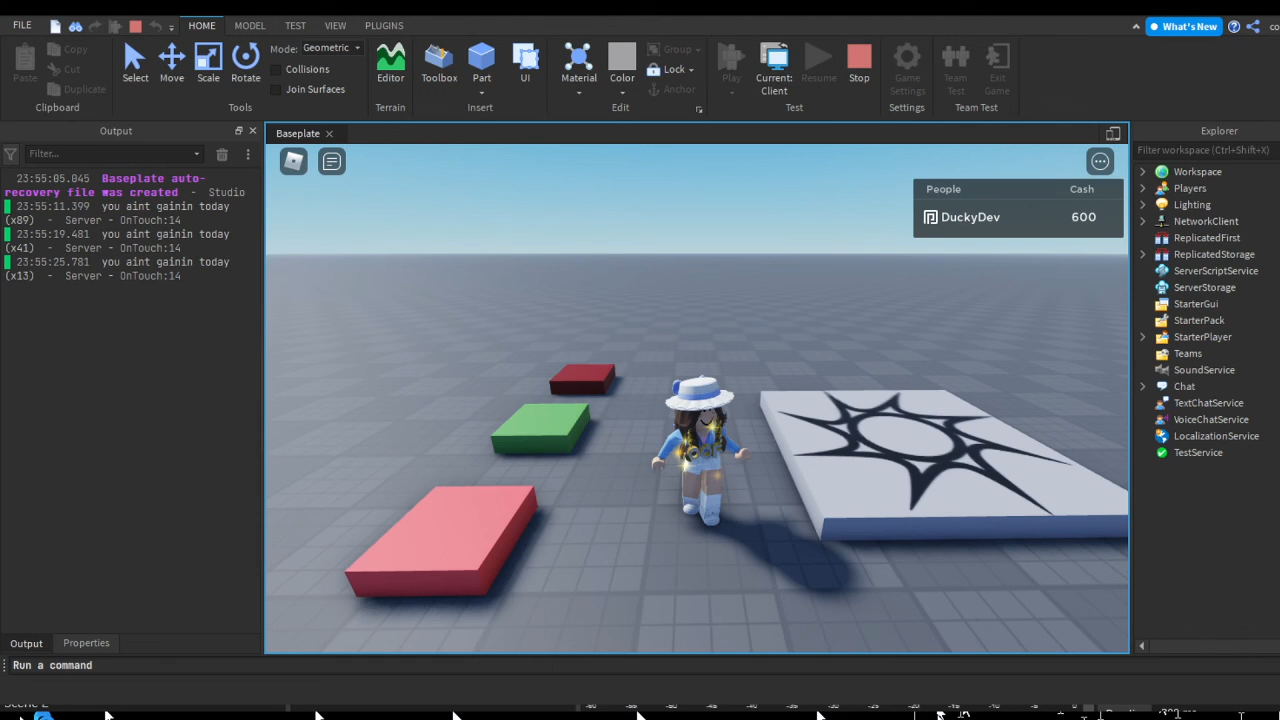 FILE HOME MODEL TEST VIEW PLUGINS What's New co
Paste Copy Cut Duplicate Clipboard
Select Move Scale Rotate Mode: Geometric Collisions Join Surfaces Tools
Editor Terrain
Toolbox Part UI Insert
Material Color Group Lock Anchor Edit
Play Current: Client Resume Stop Test
Game Settings Settings
Team Test Exit Game Team Test
Output
Filter...
23:55:05.045 Baseplate auto-
recovery file was created - Studio
23:55:11.399 you aint gainin today
(x89) - Server - OnTouch:14
23:55:19.481 you aint gainin today
(x41) - Server - OnTouch:14
23:55:25.781 you aint gainin today
(x13) - Server - OnTouch:14
Baseplate
People Cash
DuckyDev 600
Explorer
Filter workspace (Ctrl+Shift+X)
Workspace
Players
Lighting
NetworkClient
ReplicatedFirst
ReplicatedStorage
ServerScriptService
ServerStorage
StarterGui
StarterPack
StarterPlayer
Teams
SoundService
Chat
TextChatService
VoiceChatService
LocalizationService
TestService
Output Properties
Run a command